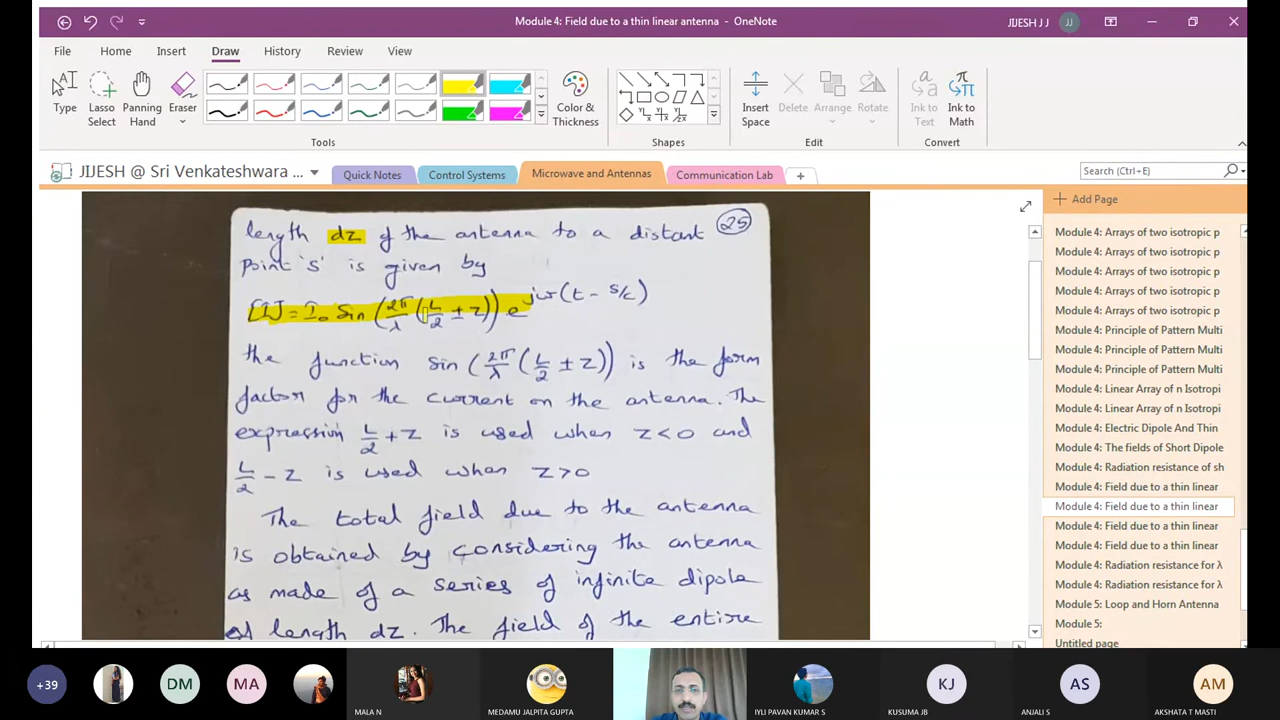 Module 4: Field due to a thin linear antenna - OneNote
JIJESH J J
JJ
File
Home
Insert
Draw
History
Review
View
Type
Lasso Select
Panning Hand
Eraser
Color & Thickness
Insert Space
Delete
Arrange
Rotate
Ink to Text
Ink to Math
Tools
Shapes
Edit
Convert
JIJESH @ Sri Venkateshwara ...
Quick Notes
Control Systems
Microwave and Antennas
Communication Lab
Search (Ctrl+E)
length dz of the antenna to a distant 25
point 's' is given by
[I] = I₀ Sin(2π/λ (L/2 ± z)) e^jω(t - s/c)
the function sin(2π/λ (L/2 ± z)) is the form
factor for the current on the antenna. The
expression L/2 + z is used when z < 0 and
L/2 - z is used when z > 0
The total field due to the antenna
is obtained by considering the antenna
as made of a series of infinite dipole
of length dz. The field of the entire
Add Page
Module 4: Arrays of two isotropic p
Module 4: Arrays of two isotropic p
Module 4: Arrays of two isotropic p
Module 4: Arrays of two isotropic p
Module 4: Arrays of two isotropic p
Module 4: Principle of Pattern Multi
Module 4: Principle of Pattern Multi
Module 4: Principle of Pattern Multi
Module 4: Linear Array of n Isotropi
Module 4: Linear Array of n Isotropi
Module 4: Electric Dipole And Thin
Module 4: The fields of Short Dipole
Module 4: Radiation resistance of sh
Module 4: Field due to a thin linear
Module 4: Field due to a thin linear
Module 4: Field due to a thin linear
Module 4: Field due to a thin linear
Module 4: Radiation resistance for λ
Module 4: Radiation resistance for λ
Module 5: Loop and Horn Antenna
Module 5:
Untitled page
+39
DM
MA
MALA N
MEDAMU JALPITA GUPTA
IYLI PAVAN KUMAR S
KJ
KUSUMA JB
AS
ANJALI S
AM
AKSHATA T MASTI